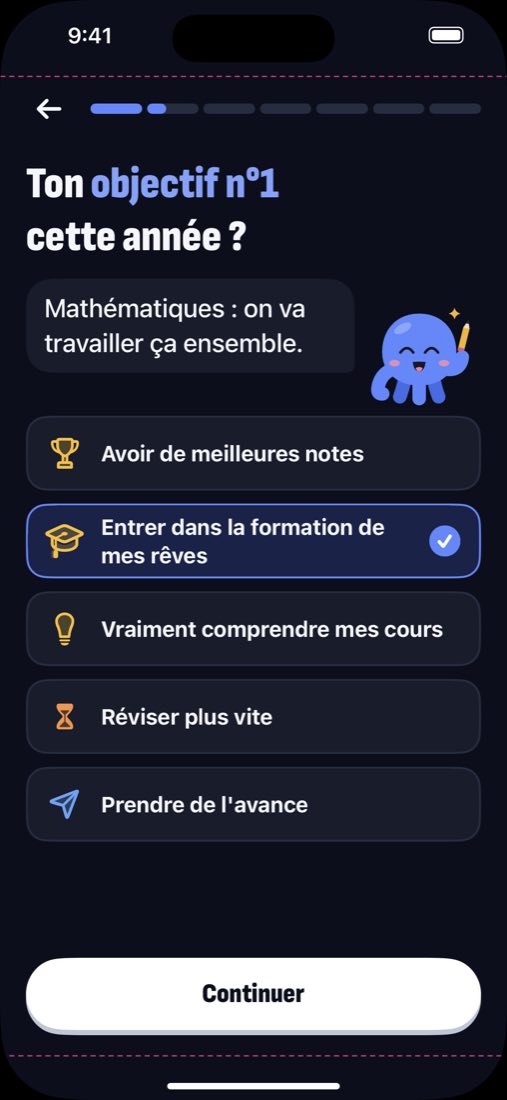 9:41
Ton objectif n°1
cette année ?
Mathématiques : on va
travailler ça ensemble.
Avoir de meilleures notes
Entrer dans la formation de
mes rêves
Vraiment comprendre mes cours
Réviser plus vite
Prendre de l'avance
Continuer